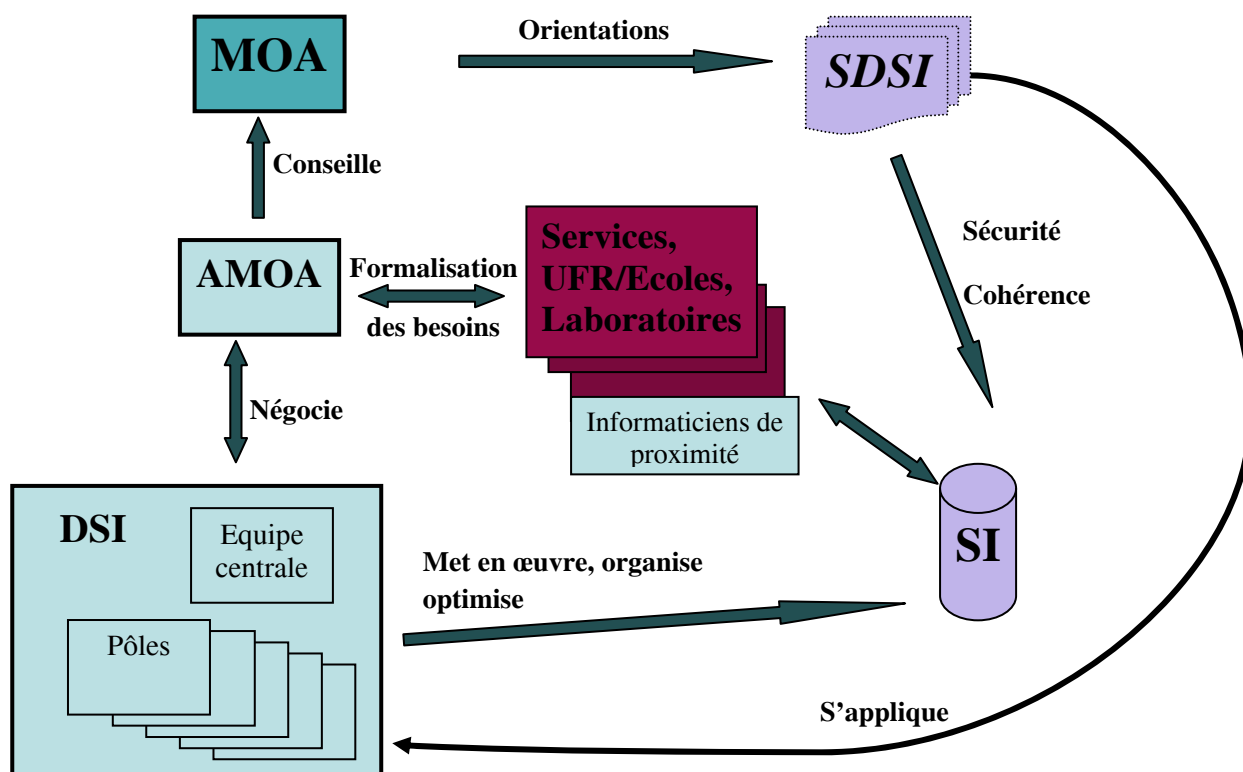 MOA
Orientations
SDSI
Conseille
AMOA
Formalisation
des besoins
Services,
UFR/Ecoles,
Laboratoires
Informaticiens de
proximité
Sécurité
Cohérence
Négocie
DSI
Equipe
centrale
Pôles
Met en œuvre, organise
optimise
SI
S’applique